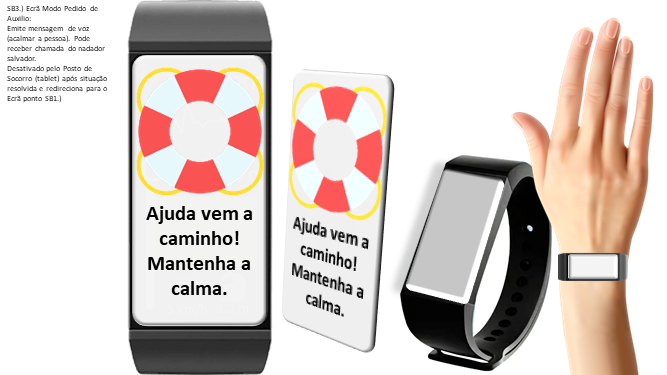 SB3.) Ecrã Modo Pedido de
Auxílio:
Emite mensagem de voz
(acalmar a pessoa). Pode
receber chamada do nadador
salvador.
Desativado pelo Posto de
Socorro (tablet) após situação
resolvida e redireciona para o
Ecrã ponto SB1.)
Ajuda vem a
caminho!
Mantenha a
calma.
Ajuda vem a
caminho!
Mantenha a
calma.